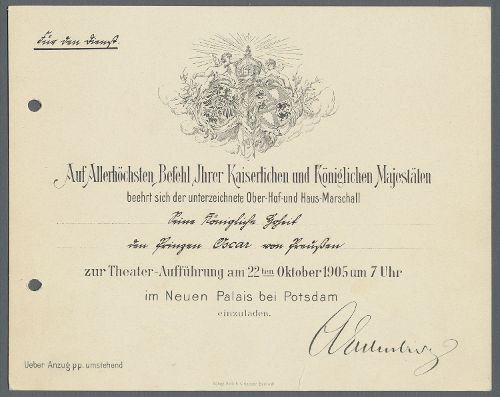 Für den Dienst.
Auf Allerhöchsten Befehl Ihrer Kaiserlichen und Königlichen Majestäten
beehrt sich der unterzeichnete Ober-Hof-und Haus-Marschall
Seine Königliche Hoheit
den Prinzen Oscar von Preußen
zur Theater-Aufführung am 22ten Oktober 1905 um 7 Uhr
im Neuen Palais bei Potsdam
einzuladen.
Ueber Anzug pp. umstehend